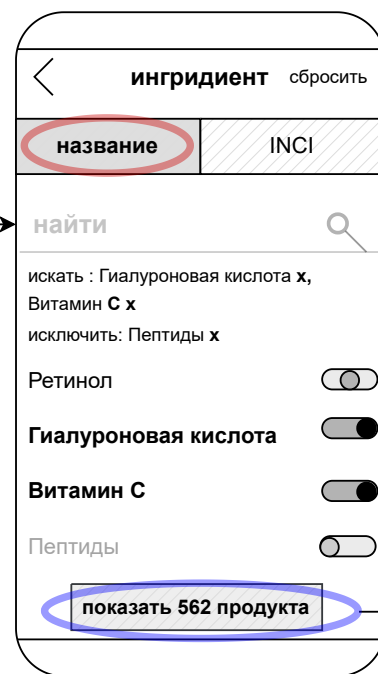 ингридиент сбросить
название INCI
найти
искать : Гиалуроновая кислота x,
Витамин С x
исключить: Пептиды x
Ретинол
Гиалуроновая кислота
Витамин С
Пептиды
показать 562 продукта